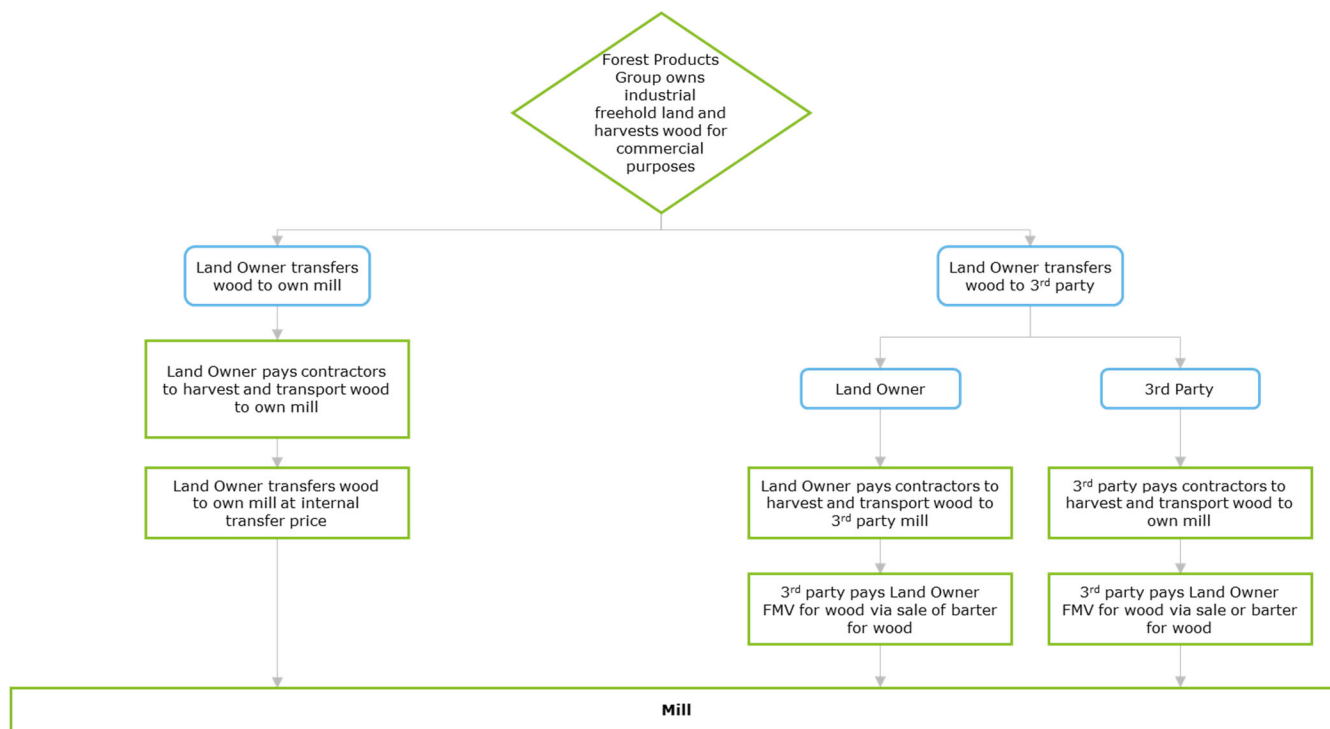 Forest Products
Group owns
industrial
freehold land and
harvests wood for
commercial
purposes
Land Owner transfers
wood to own mill
Land Owner transfers
wood to 3rd party
Land Owner pays contractors
to harvest and transport wood
to own mill
Land Owner
3rd Party
Land Owner transfers wood
to own mill at internal
transfer price
Land Owner pays contractors to
harvest and transport wood to
3rd party mill
3rd party pays contractors to
harvest and transport wood to
own mill
3rd party pays Land Owner
FMV for wood via sale of barter
for wood
3rd party pays Land Owner
FMV for wood via sale or barter
for wood
Mill